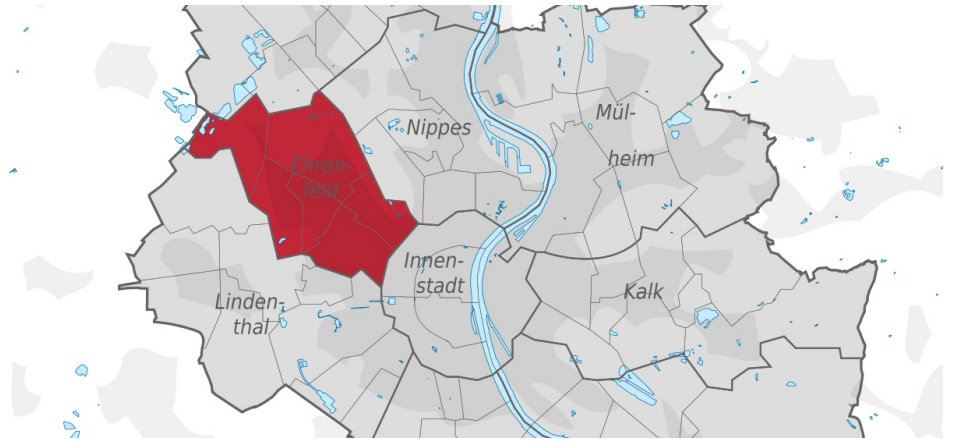 Nippes
Mül-
heim
Ehren-
feld
Innen-
stadt
Linden-
thal
Kalk